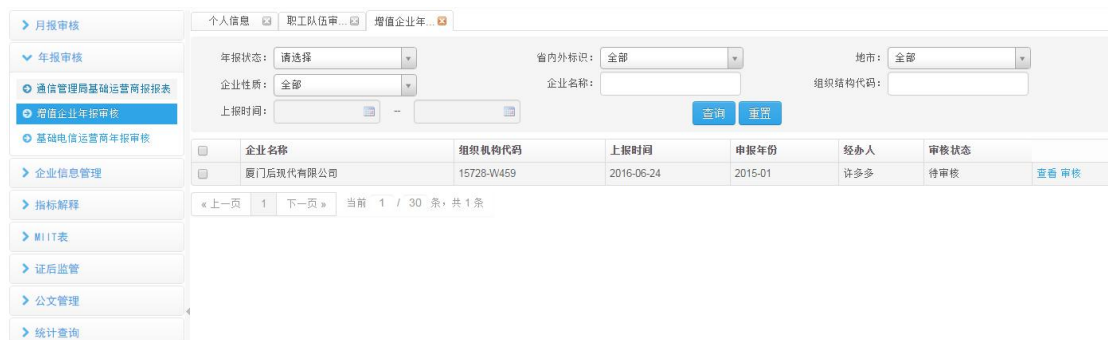 月报审核
年报审核
通信管理局基础运营商报报表
增值企业年报审核
基础电信运营商年报审核
企业信息管理
指标解释
MIIT表
证后监管
公文管理
统计查询
个人信息 职工队伍审... 增值企业年...
年报状态: 请选择 省内外标识: 全部 地市: 全部
企业性质: 全部 企业名称: 组织结构代码:
上报时间: -- 查询 重置
企业名称 组织机构代码 上报时间 申报年份 经办人 审核状态
厦门后现代有限公司 15728-W459 2016-06-24 2015-01 许多多 待审核 查看 审核
«上一页 1 下一页» 当前 1 / 30 条,共1条